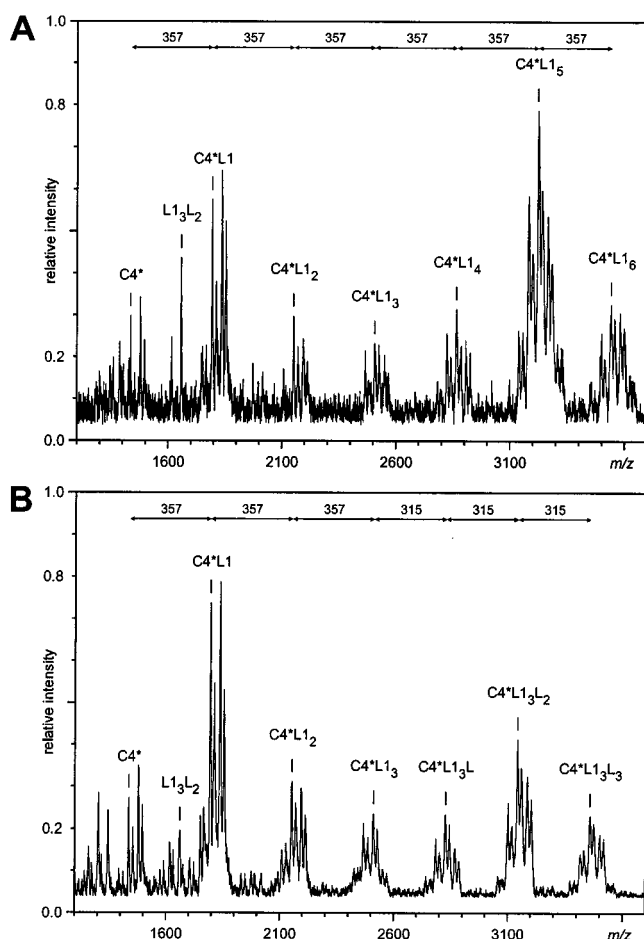 A
1.0
0.8
0.2
0.0
relative intensity
357 357 357 357 357 357
C4*
L1₃L₂
C4*L1
C4*L1₂
C4*L1₃
C4*L1₄
C4*L1₅
C4*L1₆
1600 2100 2600 3100 m/z
B
1.0
0.8
0.2
0.0
relative intensity
357 357 357 315 315 315
C4*
L1₃L₂
C4*L1
C4*L1₂
C4*L1₃
C4*L1₃L
C4*L1₃L₂
C4*L1₃L₃
1600 2100 2600 3100 m/z